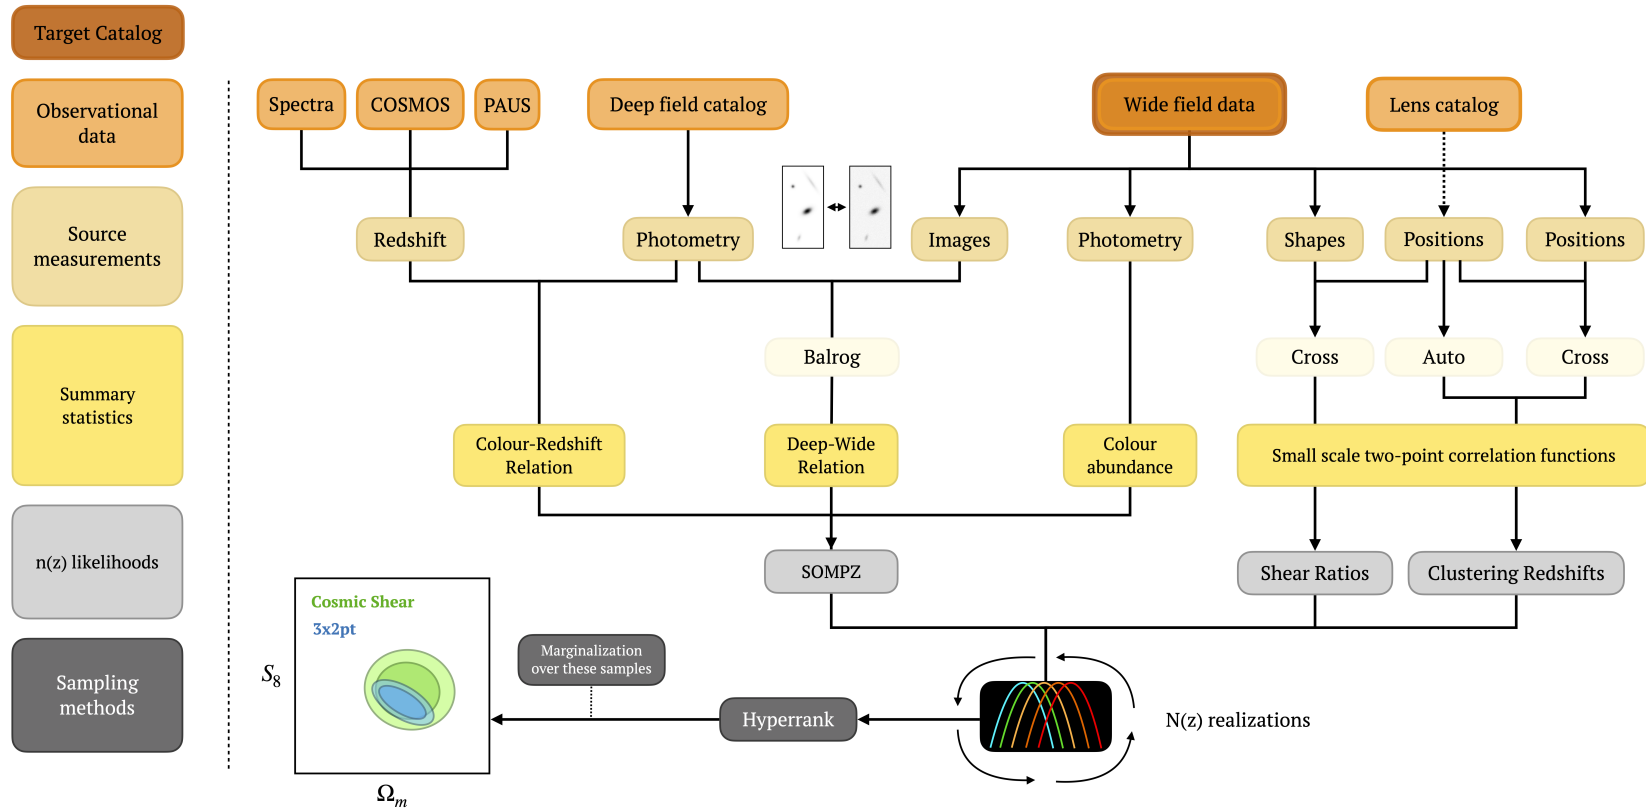 Target Catalog
Observational
data
Source
measurements
Summary
statistics
n(z) likelihoods
Sampling
methods
Spectra
COSMOS
PAUS
Deep field catalog
Wide field data
Lens catalog
Redshift
Photometry
Images
Photometry
Shapes
Positions
Positions
Balrog
Cross
Auto
Cross
Colour-Redshift
Relation
Deep-Wide
Relation
Colour
abundance
Small scale two-point correlation functions
SOMPZ
Shear Ratios
Clustering Redshifts
Cosmic Shear
3x2pt
S₈
Ωₘ
Marginalization
over these samples
Hyperrank
N(z) realizations